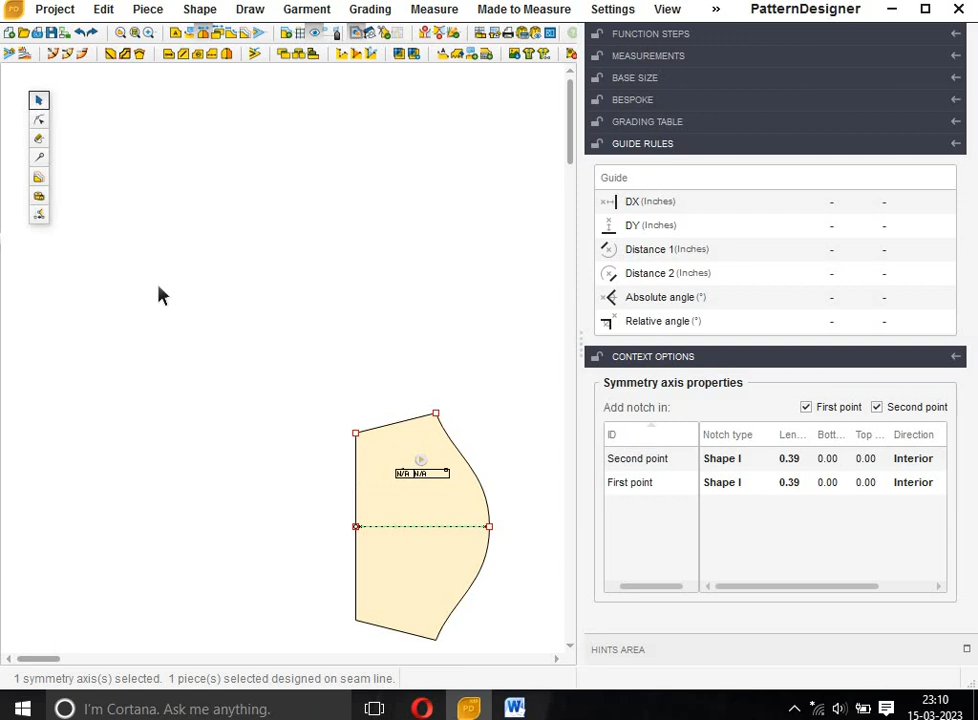 Project Edit Piece Shape Draw Garment Grading Measure Made to Measure Settings View PatternDesigner
FUNCTION STEPS
MEASUREMENTS
BASE SIZE
BESPOKE
GRADING TABLE
GUIDE RULES
Guide
DX (Inches) - -
DY (Inches) - -
Distance 1(Inches) - -
Distance 2 (Inches) - -
Absolute angle (°) - -
Relative angle (°) - -
CONTEXT OPTIONS
Symmetry axis properties
Add notch in: First point Second point
ID Notch type Len... Bott... Top ... Direction
Second point Shape I 0.39 0.00 0.00 Interior
First point Shape I 0.39 0.00 0.00 Interior
N/A N/A
HINTS AREA
1 symmetry axis(s) selected. 1 piece(s) selected designed on seam line.
I'm Cortana. Ask me anything.
PD
23:10
15-03-2023